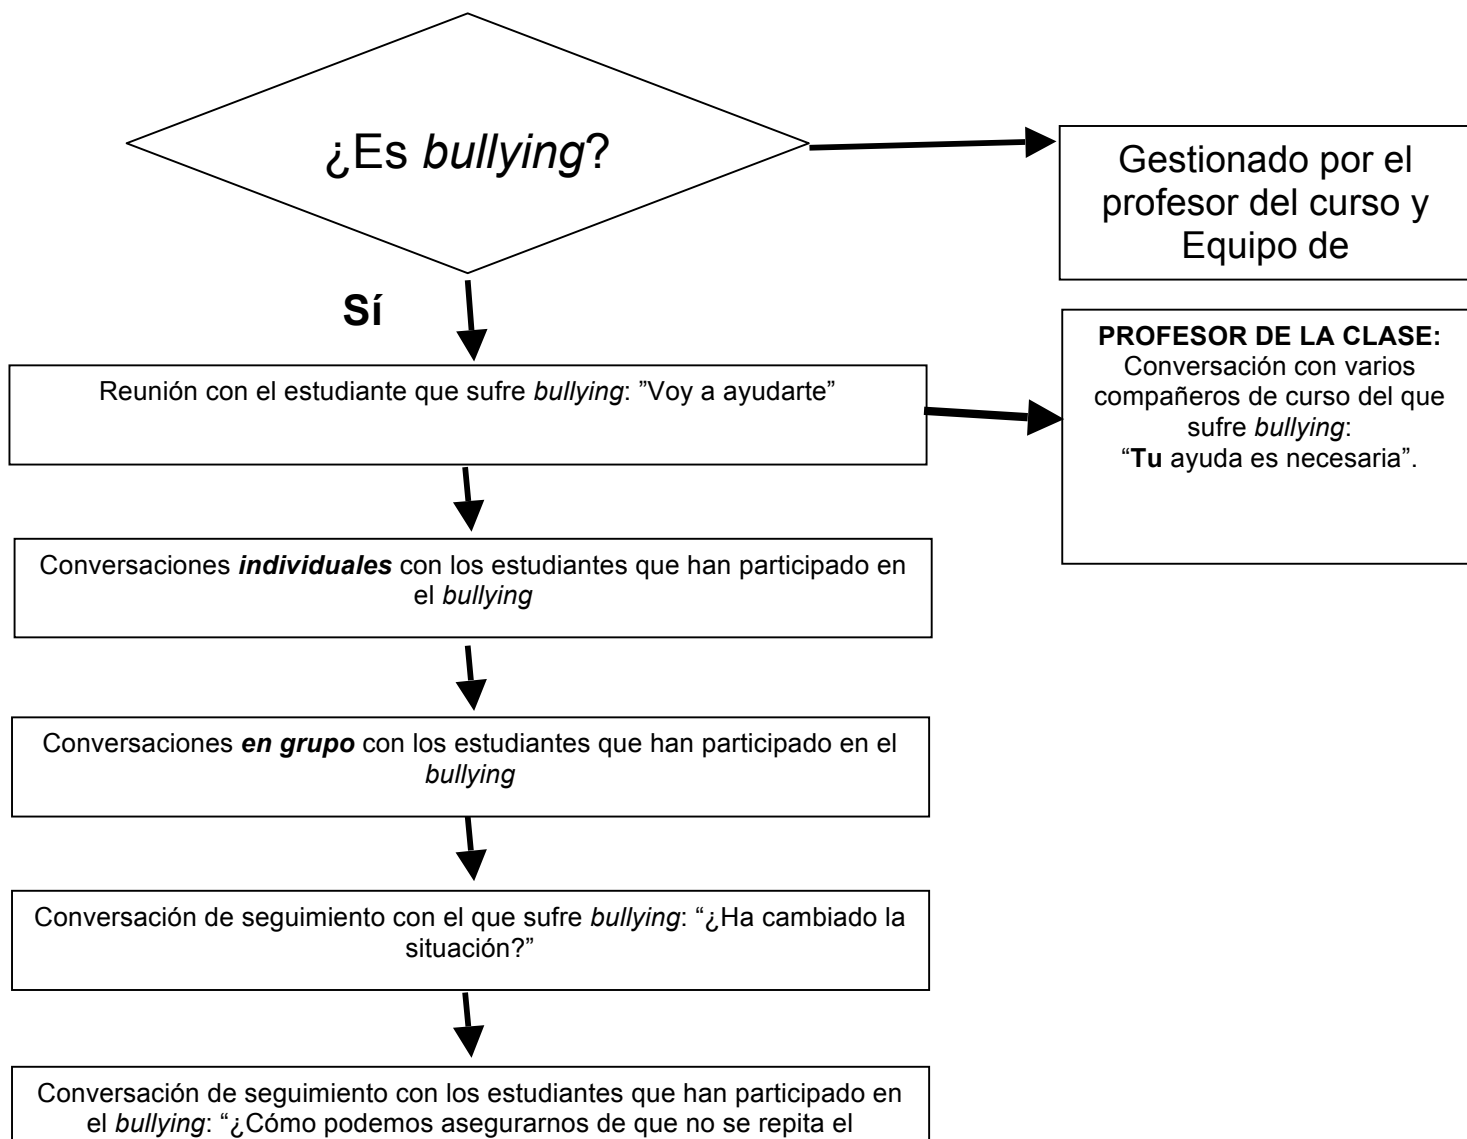 ¿Es bullying?
Gestionado por el
profesor del curso y
Equipo de
Sí
PROFESOR DE LA CLASE:
Conversación con varios
compañeros de curso del que
sufre bullying:
“Tu ayuda es necesaria”.
Reunión con el estudiante que sufre bullying: ”Voy a ayudarte”
Conversaciones individuales con los estudiantes que han participado en
el bullying
Conversaciones en grupo con los estudiantes que han participado en el
bullying
Conversación de seguimiento con el que sufre bullying: “¿Ha cambiado la
situación?”
Conversación de seguimiento con los estudiantes que han participado en
el bullying: “¿Cómo podemos asegurarnos de que no se repita el